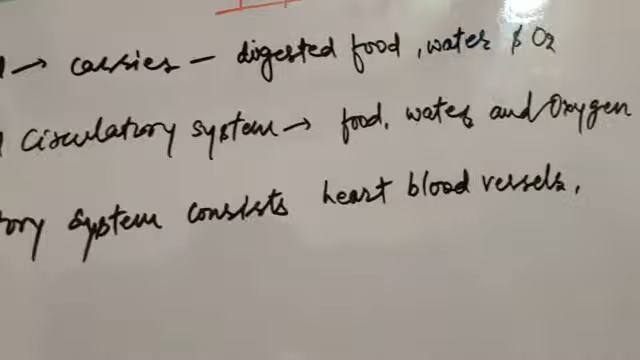 → carries – digested food, water & O2
Circulatory system → food, water and Oxygen
system consists heart blood vessels,